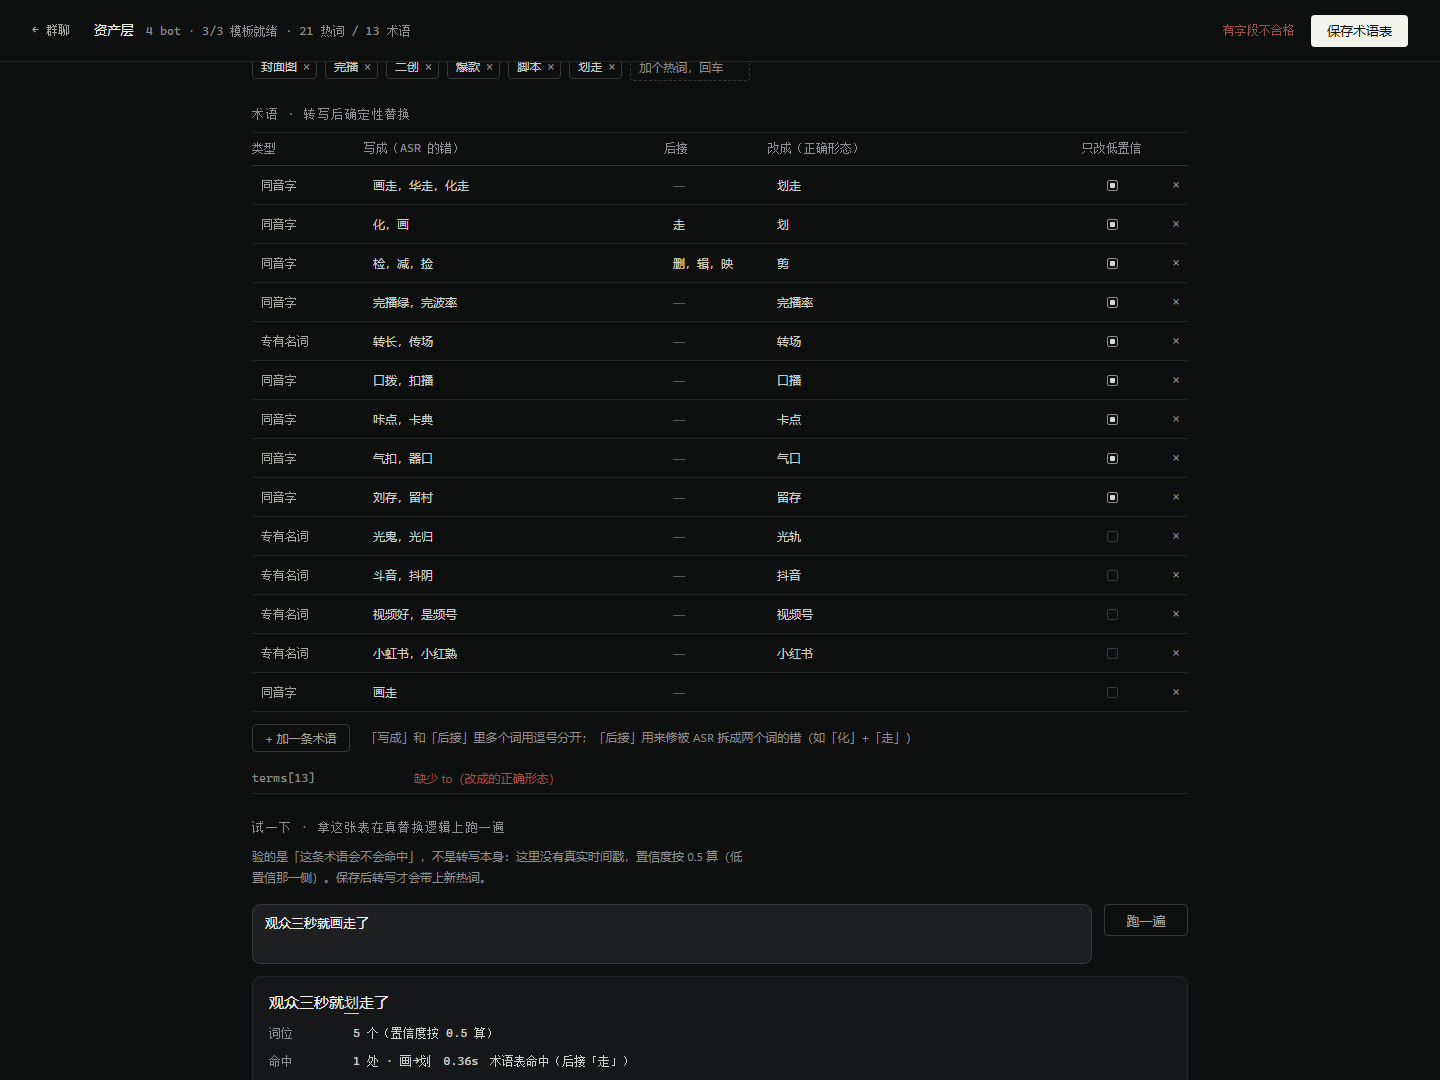 ← 群聊 资产层 4 bot · 3/3 模板就绪 · 21 热词 / 13 术语 有字段不合格 保存术语表
封面图 × 完播 × 二创 × 爆款 × 脚本 × 划走 × 加个热词，回车
术语 · 转写后确定性替换
类型 写成（ASR 的错） 后接 改成（正确形态） 只改低置信
同音字 画走，华走，化走 — 划走 ×
同音字 化，画 走 划 ×
同音字 检，减，捡 删，辑，映 剪 ×
同音字 完播绿，完波率 — 完播率 ×
专有名词 转长，传场 — 转场 ×
同音字 口拨，扣播 — 口播 ×
同音字 咔点，卡典 — 卡点 ×
同音字 气扣，器口 — 气口 ×
同音字 刘存，留村 — 留存 ×
专有名词 光鬼，光归 — 光轨 ×
专有名词 斗音，抖阴 — 抖音 ×
专有名词 视频好，是频号 — 视频号 ×
专有名词 小虹书，小红熟 — 小红书 ×
同音字 画走 — ×
+ 加一条术语 「写成」和「后接」里多个词用逗号分开；「后接」用来修被 ASR 拆成两个词的错（如「化」+「走」）
terms[13] 缺少 to（改成的正确形态）
试一下 · 拿这张表在真替换逻辑上跑一遍
验的是「这条术语会不会命中」，不是转写本身：这里没有真实时间戳，置信度按 0.5 算（低
置信那一侧）。保存后转写才会带上新热词。
观众三秒就画走了 跑一遍
观众三秒就划走了
词位 5 个（置信度按 0.5 算）
命中 1 处 · 画→划 0.36s 术语表命中（后接「走」）